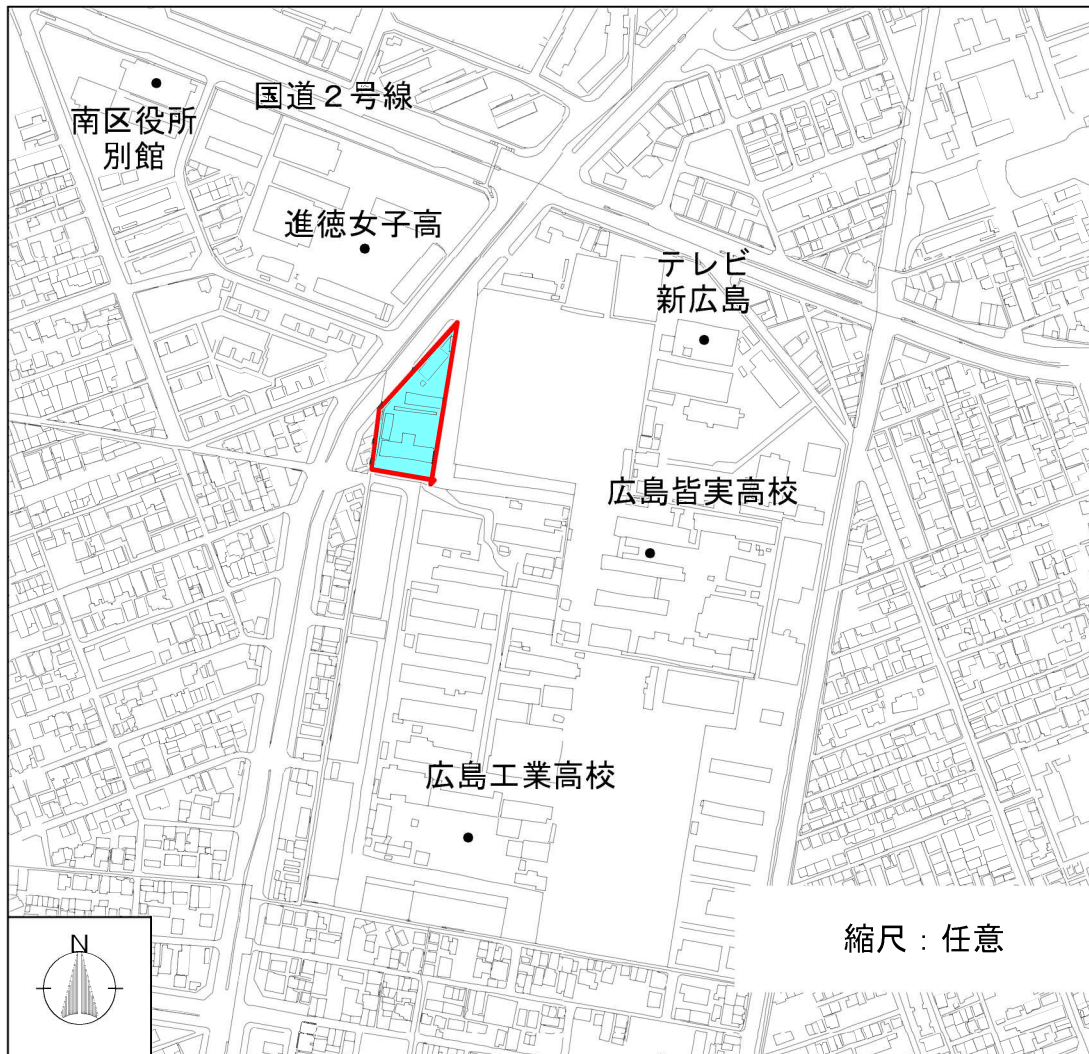 国道２号線
南区役所
別館
進徳女子高
テレビ
新広島
広島皆実高校
広島工業高校
縮尺：任意
N